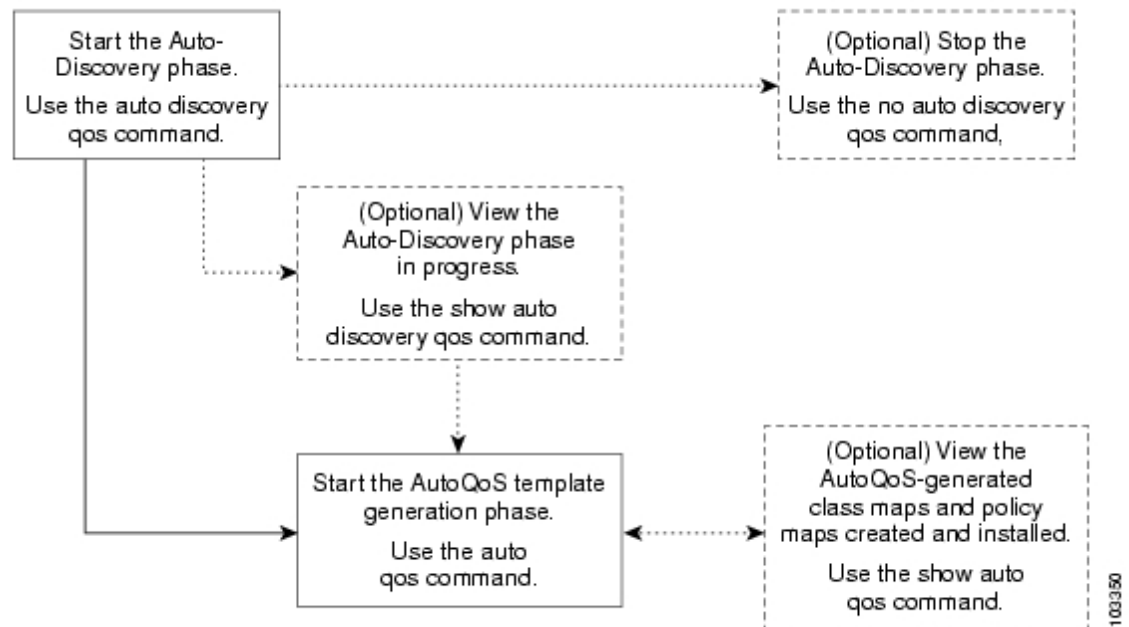 Start the Auto-
Discovery phase.
Use the auto discovery
qos command.
(Optional) Stop the
Auto-Discovery phase.
Use the no auto discovery
qos command,
(Optional) View the
Auto-Discovery phase
in progress.
Use the show auto
discovery qos command.
Start the AutoQoS template
generation phase.
Use the auto
qos command.
(Optional) View the
AutoQoS-generated
class maps and policy
maps created and installed.
Use the show auto
qos command.
103350